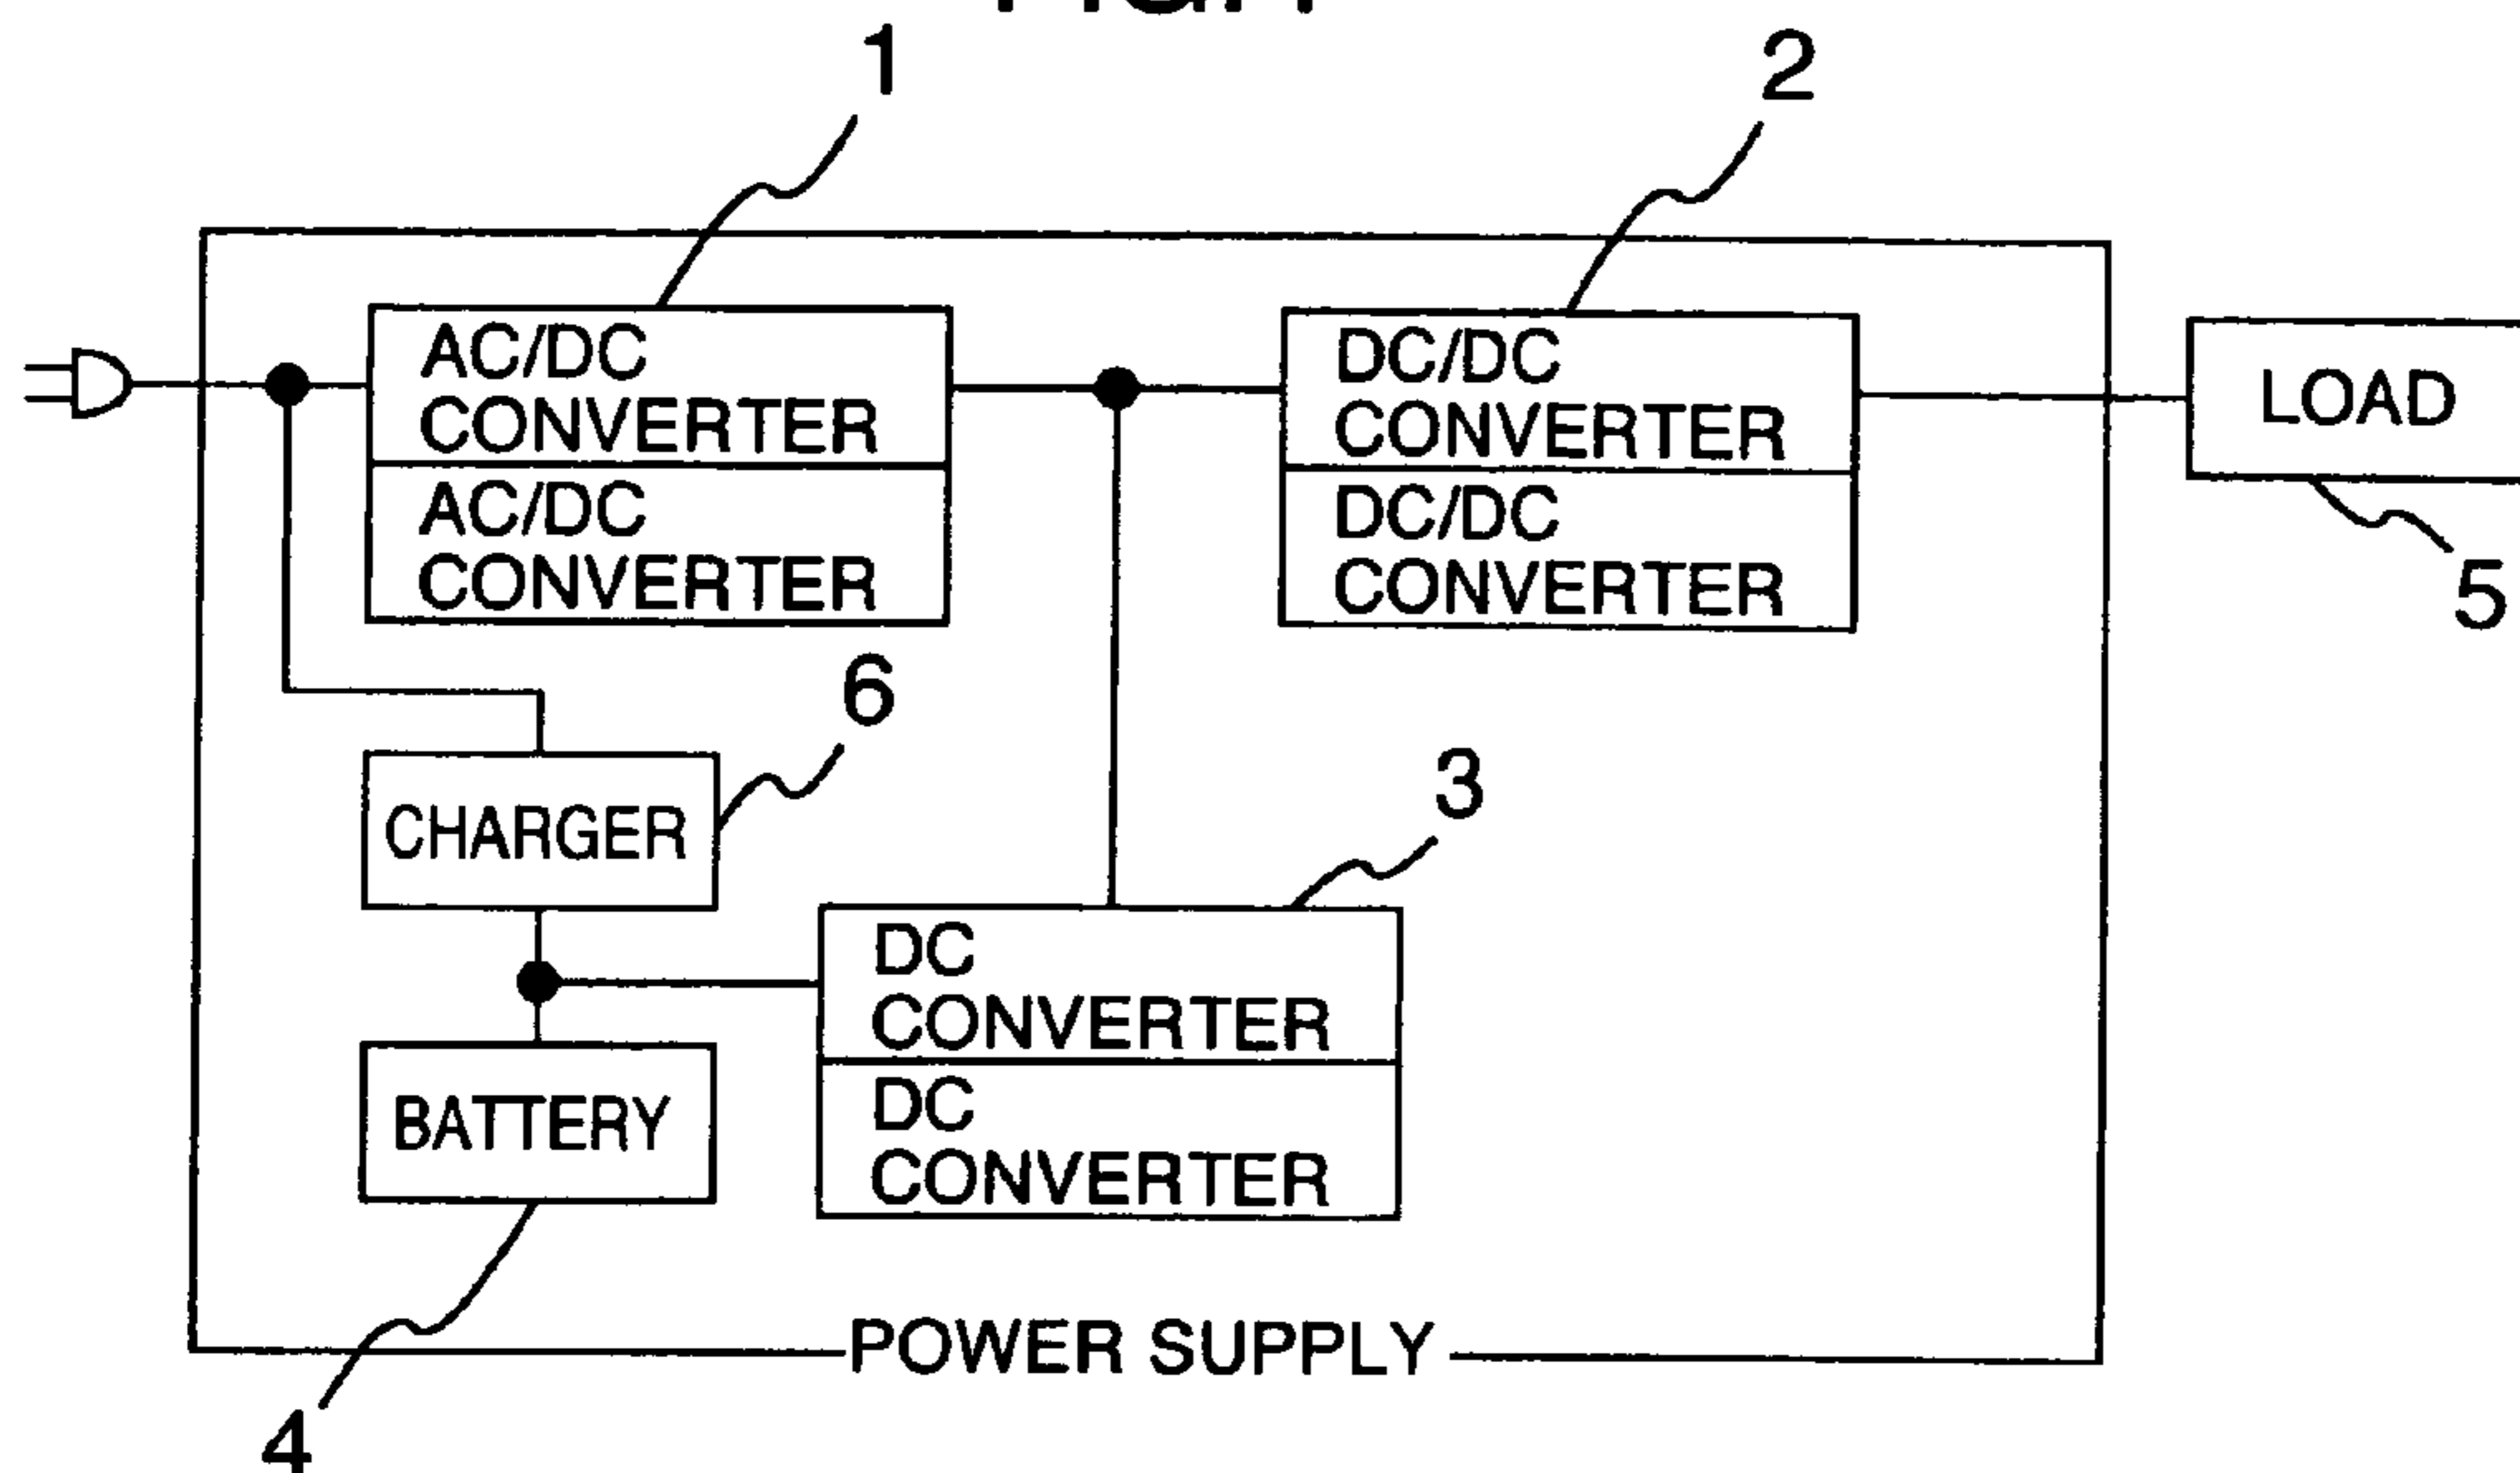 1
2
AC/DC
CONVERTER
AC/DC
CONVERTER
DC/DC
CONVERTER
DC/DC
CONVERTER
LOAD
5
6
CHARGER
3
DC
CONVERTER
DC
CONVERTER
BATTERY
POWER SUPPLY
4